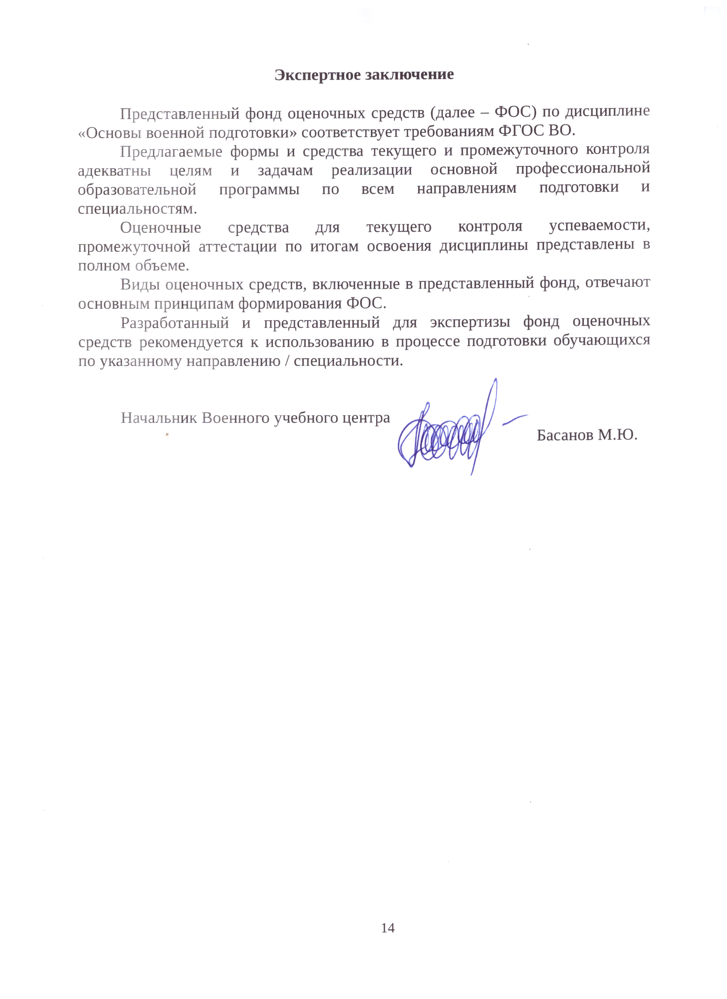 Экспертное заключение
Представленный фонд оценочных средств (далее – ФОС) по дисциплине
«Основы военной подготовки» соответствует требованиям ФГОС ВО.
Предлагаемые формы и средства текущего и промежуточного контроля
адекватны целям и задачам реализации основной профессиональной
образовательной программы по всем направлениям подготовки и
специальностям.
Оценочные средства для текущего контроля успеваемости,
промежуточной аттестации по итогам освоения дисциплины представлены в
полном объеме.
Виды оценочных средств, включенные в представленный фонд, отвечают
основным принципам формирования ФОС.
Разработанный и представленный для экспертизы фонд оценочных
средств рекомендуется к использованию в процессе подготовки обучающихся
по указанному направлению / специальности.
Начальник Военного учебного центра
Басанов М.Ю.
14